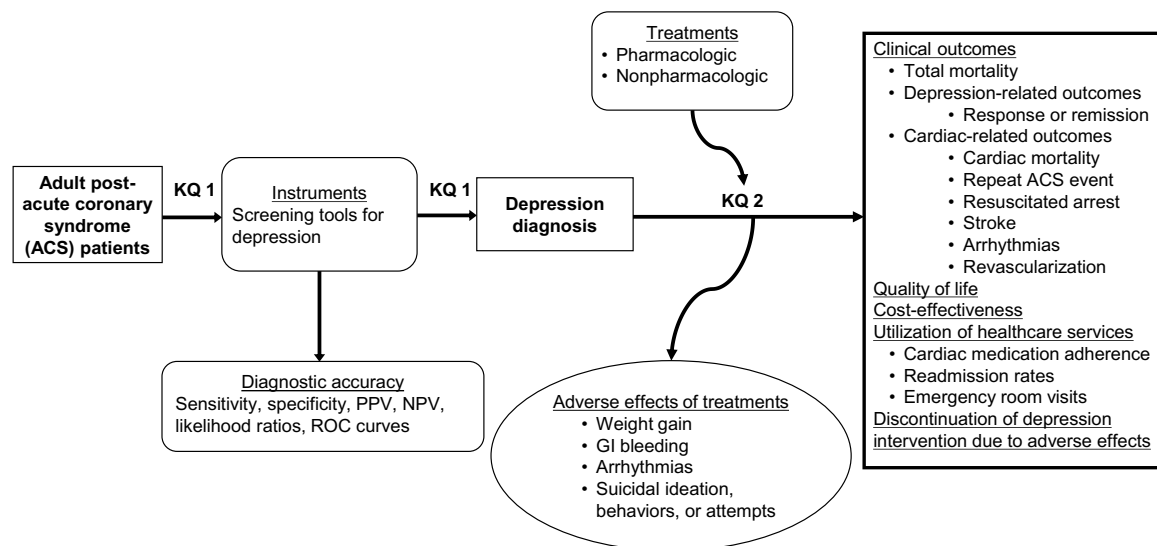 Adult post-
acute coronary
syndrome
(ACS) patients
KQ 1
Instruments
Screening tools for
depression
KQ 1
Depression
diagnosis
Treatments
• Pharmacologic
• Nonpharmacologic
KQ 2
Diagnostic accuracy
Sensitivity, specificity, PPV, NPV,
likelihood ratios, ROC curves
Adverse effects of treatments
• Weight gain
• GI bleeding
• Arrhythmias
• Suicidal ideation,
behaviors, or attempts
Clinical outcomes
• Total mortality
• Depression-related outcomes
• Response or remission
• Cardiac-related outcomes
• Cardiac mortality
• Repeat ACS event
• Resuscitated arrest
• Stroke
• Arrhythmias
• Revascularization
Quality of life
Cost-effectiveness
Utilization of healthcare services
• Cardiac medication adherence
• Readmission rates
• Emergency room visits
Discontinuation of depression
intervention due to adverse effects